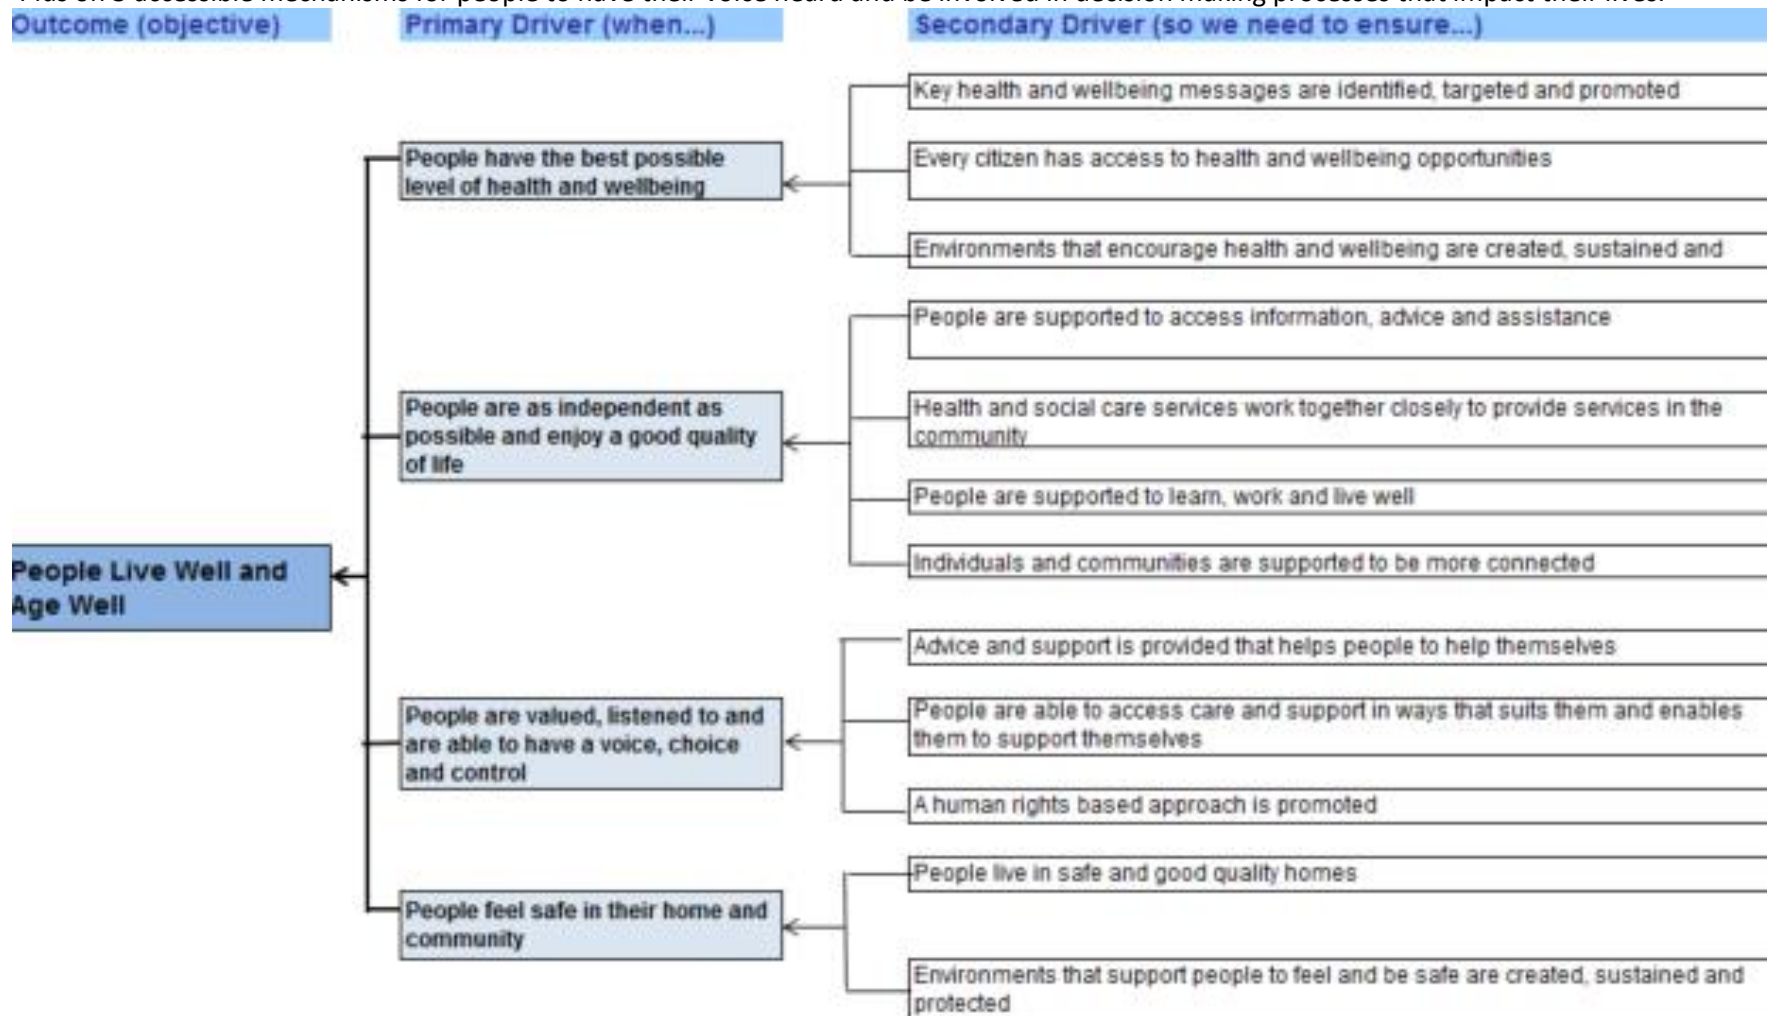 Outcome (objective)
Primary Driver (when...)
Secondary Driver (so we need to ensure...)
Key health and wellbeing messages are identified, targeted and promoted
People have the best possible
level of health and wellbeing
Every citizen has access to health and wellbeing opportunities
Environments that encourage health and wellbeing are created, sustained and
People are supported to access information, advice and assistance
People are as independent as
possible and enjoy a good quality
of life
Health and social care services work together closely to provide services in the
community
People are supported to learn, work and live well
Individuals and communities are supported to be more connected
People Live Well and
Age Well
Advice and support is provided that helps people to help themselves
People are valued, listened to and
are able to have a voice, choice
and control
People are able to access care and support in ways that suits them and enables
them to support themselves
A human rights based approach is promoted
People feel safe in their home and
community
People live in safe and good quality homes
Environments that support people to feel and be safe are created, sustained and
protected